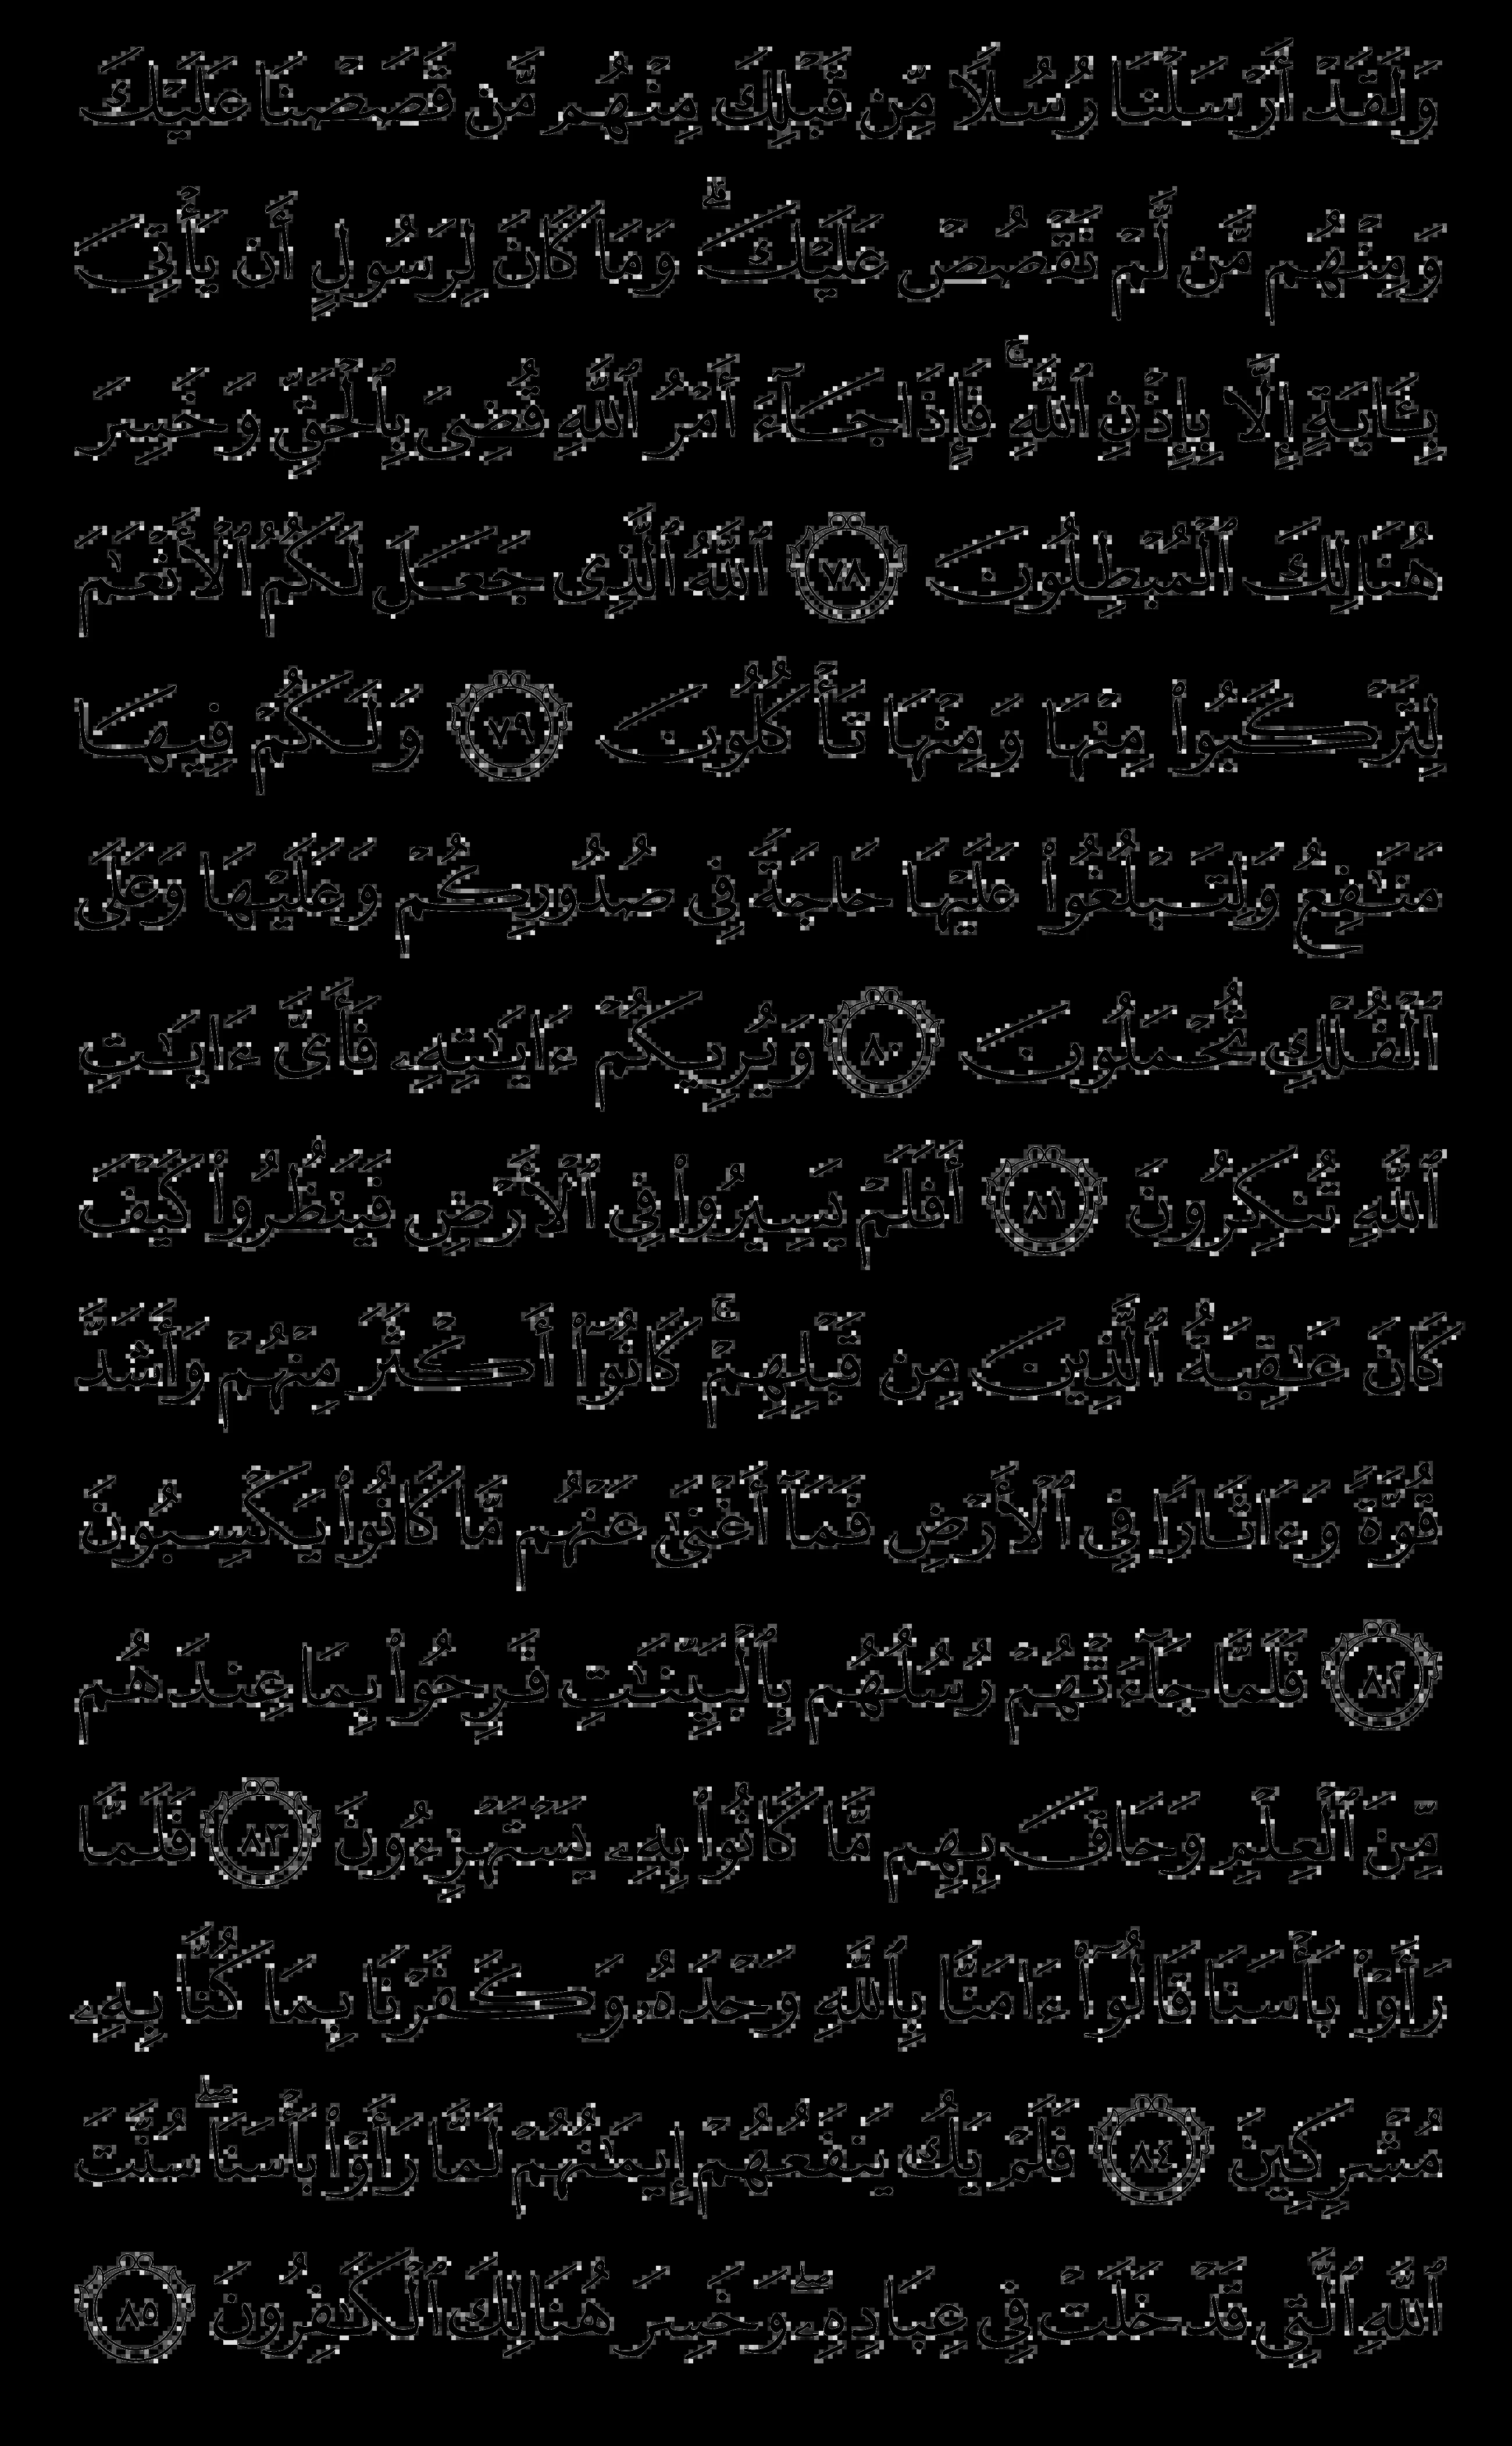 وَلَقَدْ أَرْسَلْنَا رُسُلًا مِّن قَبْلِكَ مِنْهُم مَّن قَصَصْنَا عَلَيْكَ
وَمِنْهُم مَّن لَّمْ نَقْصُصْ عَلَيْكَ ۗ وَمَا كَانَ لِرَسُولٍ أَن يَأْتِىَ
بِـَٔايَةٍ إِلَّا بِإِذْنِ ٱللَّهِ ۚ فَإِذَا جَآءَ أَمْرُ ٱللَّهِ قُضِىَ بِٱلْحَقِّ وَخَسِرَ
هُنَالِكَ ٱلْمُبْطِلُونَ ٧٨ ٱللَّهُ ٱلَّذِى جَعَلَ لَكُمُ ٱلْأَنْعَـٰمَ
لِتَرْكَبُوا۟ مِنْهَا وَمِنْهَا تَأْكُلُونَ ٧٩ وَلَكُمْ فِيهَا
مَنَـٰفِعُ وَلِتَبْلُغُوا۟ عَلَيْهَا حَاجَةً فِى صُدُورِكُمْ وَعَلَيْهَا وَعَلَى
ٱلْفُلْكِ تُحْمَلُونَ ٨٠ وَيُرِيكُمْ ءَايَـٰتِهِۦ فَأَىَّ ءَايَـٰتِ
ٱللَّهِ تُنكِرُونَ ٨١ أَفَلَمْ يَسِيرُوا۟ فِى ٱلْأَرْضِ فَيَنظُرُوا۟ كَيْفَ
كَانَ عَـٰقِبَةُ ٱلَّذِينَ مِن قَبْلِهِمْ ۚ كَانُوٓا۟ أَكْثَرَ مِنْهُمْ وَأَشَدَّ
قُوَّةً وَءَاثَارًا فِى ٱلْأَرْضِ فَمَآ أَغْنَىٰ عَنْهُم مَّا كَانُوا۟ يَكْسِبُونَ
٨٢ فَلَمَّا جَآءَتْهُمْ رُسُلُهُم بِٱلْبَيِّنَـٰتِ فَرِحُوا۟ بِمَا عِندَهُم
مِّنَ ٱلْعِلْمِ وَحَاقَ بِهِم مَّا كَانُوا۟ بِهِۦ يَسْتَهْزِءُونَ ٨٣ فَلَمَّا
رَأَوْا۟ بَأْسَنَا قَالُوٓا۟ ءَامَنَّا بِٱللَّهِ وَحْدَهُۥ وَكَفَرْنَا بِمَا كُنَّا بِهِۦ
مُشْرِكِينَ ٨٤ فَلَمْ يَكُ يَنفَعُهُمْ إِيمَـٰنُهُمْ لَمَّا رَأَوْا۟ بَأْسَنَا ۖ سُنَّتَ
ٱللَّهِ ٱلَّتِى قَدْ خَلَتْ فِى عِبَادِهِۦ ۖ وَخَسِرَ هُنَالِكَ ٱلْكَـٰفِرُونَ ٨٥